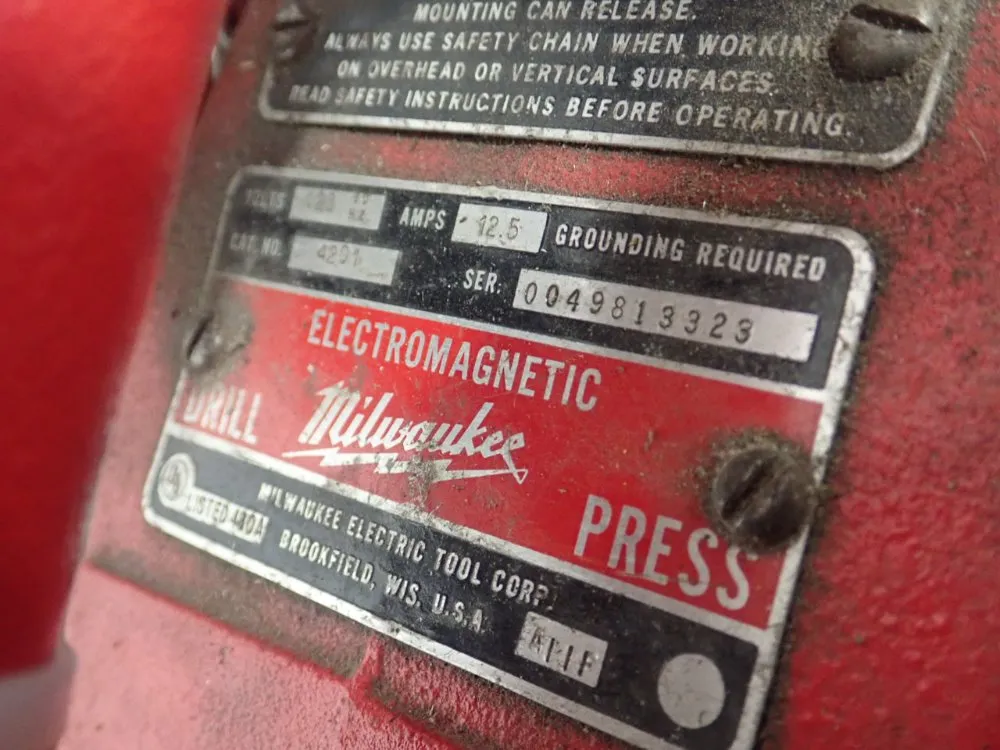 MOUNTING CAN RELEASE.
ALWAYS USE SAFETY CHAIN WHEN WORKING
ON OVERHEAD OR VERTICAL SURFACES.
READ SAFETY INSTRUCTIONS BEFORE OPERATING.
VOLTS AMPS 12.5 GROUNDING REQUIRED
CAT. NO. SER. 0049813323
ELECTROMAGNETIC
DRILL Milwaukee PRESS
LISTED
MILWAUKEE ELECTRIC TOOL CORP.
BROOKFIELD, WIS. U.S.A.